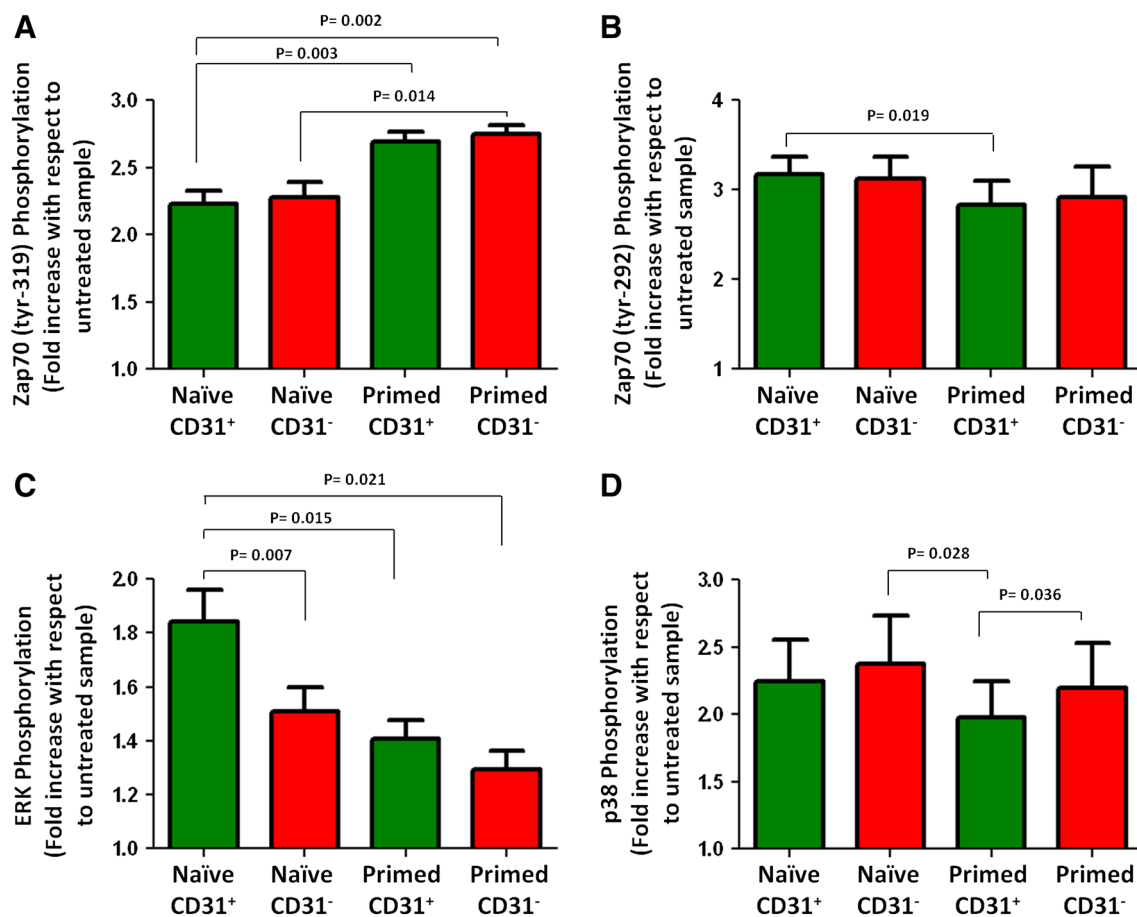 A
P= 0.002
P= 0.003
P= 0.014
Zap70 (tyr-319) Phosphorylation
(Fold increase with respect to
untreated sample)
3.0
2.5
2.0
1.5
1.0
Naïve
CD31+
Naïve
CD31-
Primed
CD31+
Primed
CD31-
B
P= 0.019
Zap70 (tyr-292) Phosphorylation
(Fold increase with respect to
untreated sample)
4
3
2
1
Naïve
CD31+
Naïve
CD31-
Primed
CD31+
Primed
CD31-
C
P= 0.021
P= 0.015
P= 0.007
ERK Phosphorylation
(Fold increase with respect
to untreated sample)
2.0
1.8
1.6
1.4
1.2
1.0
Naïve
CD31+
Naïve
CD31-
Primed
CD31+
Primed
CD31-
D
P= 0.028
P= 0.036
p38 Phosphorylation
(Fold increase with respect
to untreated sample)
3.0
2.5
2.0
1.5
1.0
Naïve
CD31+
Naïve
CD31-
Primed
CD31+
Primed
CD31-